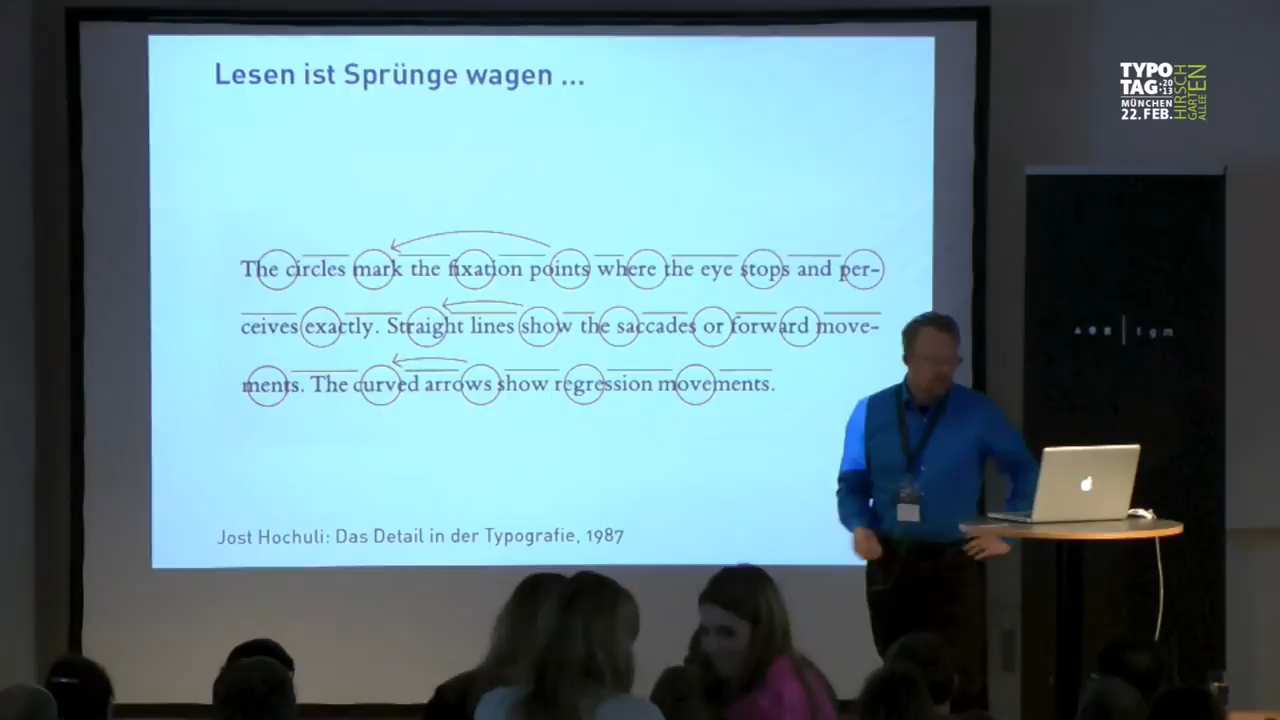 Lesen ist Sprünge wagen ...
The circles mark the fixation points where the eye stops and per-
ceives exactly. Straight lines show the saccades or forward move-
ments. The curved arrows show regression movements.
Jost Hochuli: Das Detail in der Typografie, 1987
TYPO
TAG:20
:13
MÜNCHEN
22. FEB.
HIRSCH
GARTEN
ALLEE
tgm